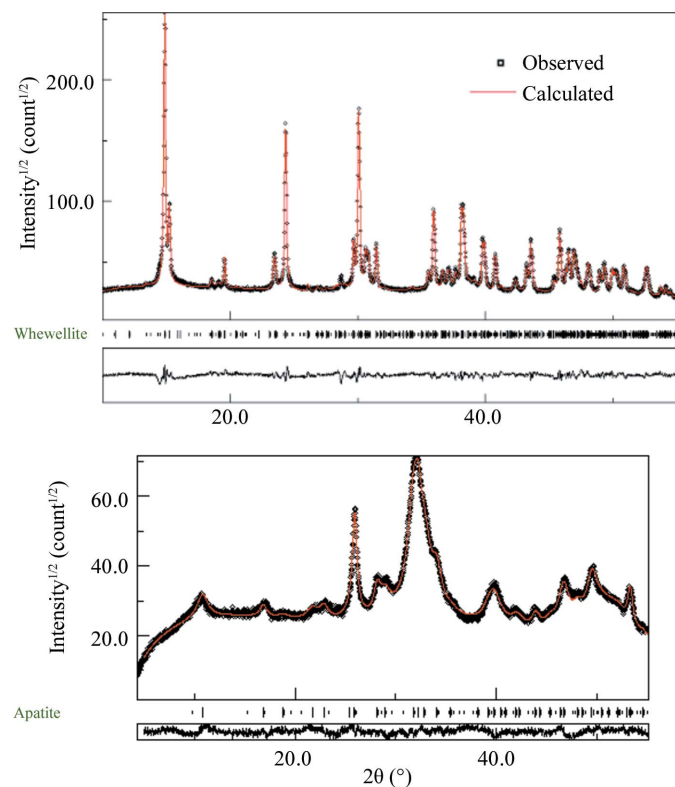 200.0
Observed
Calculated
Intensity1/2 (count1/2)
100.0
Whewellite
20.0 40.0
60.0
40.0
Intensity1/2 (count1/2)
20.0
Apatite
20.0 40.0
2θ (°)